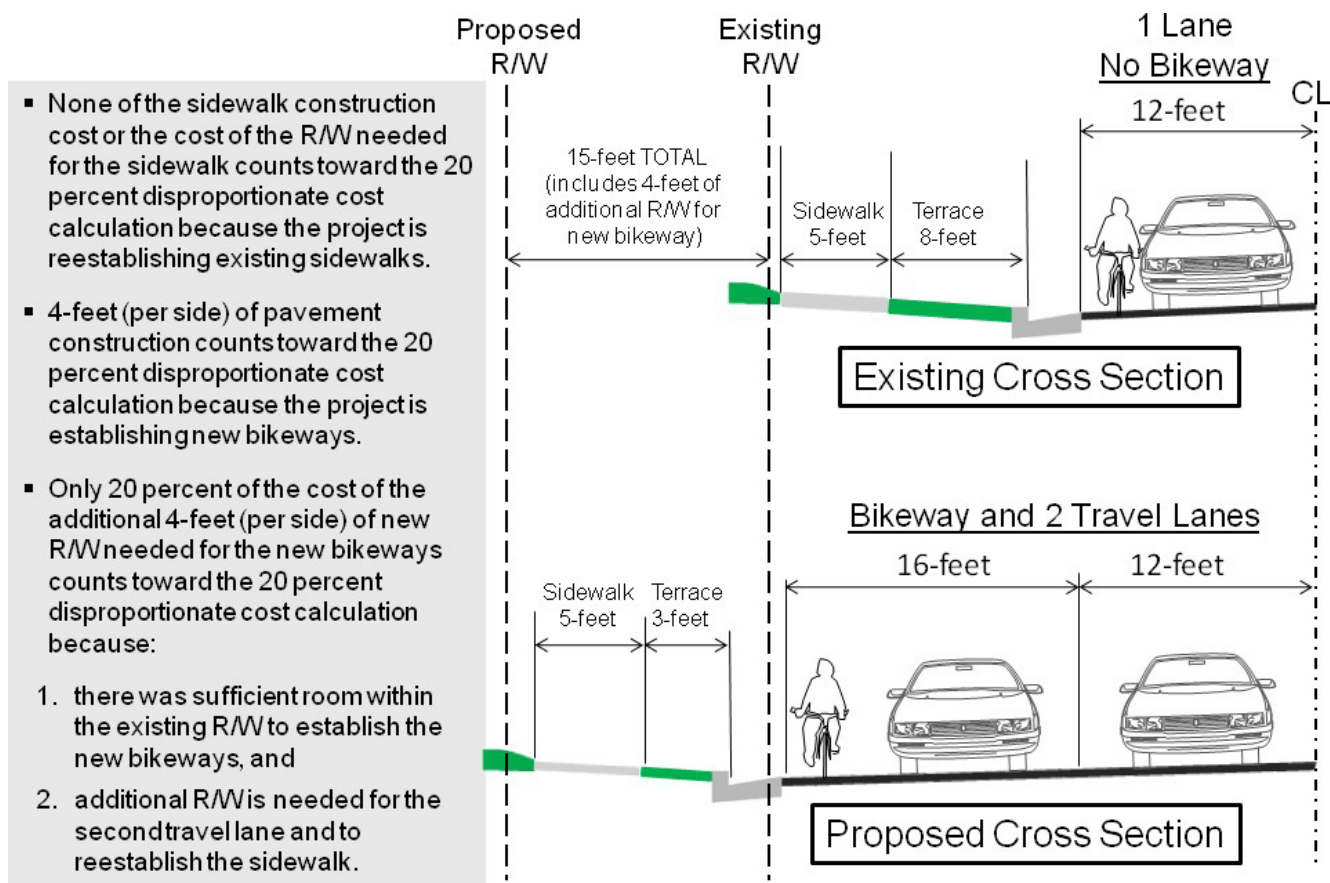 ▪ None of the sidewalk construction
cost or the cost of the R/W needed
for the sidewalk counts toward the 20
percent disproportionate cost
calculation because the project is
reestablishing existing sidewalks.
▪ 4-feet (per side) of pavement
construction counts toward the 20
percent disproportionate cost
calculation because the project is
establishing new bikeways.
▪ Only 20 percent of the cost of the
additional 4-feet (per side) of new
R/W needed for the new bikeways
counts toward the 20 percent
disproportionate cost calculation
because:
1. there was sufficient room within
the existing R/W to establish the
new bikeways, and
2. additional R/W is needed for the
second travel lane and to
reestablish the sidewalk.
Proposed
R/W
Existing
R/W
1 Lane
No Bikeway
CL
12-feet
15-feet TOTAL
(includes 4-feet of
additional R/W for
new bikeway)
Sidewalk
5-feet
Terrace
8-feet
Existing Cross Section
Bikeway and 2 Travel Lanes
16-feet
12-feet
Sidewalk
5-feet
Terrace
3-feet
Proposed Cross Section